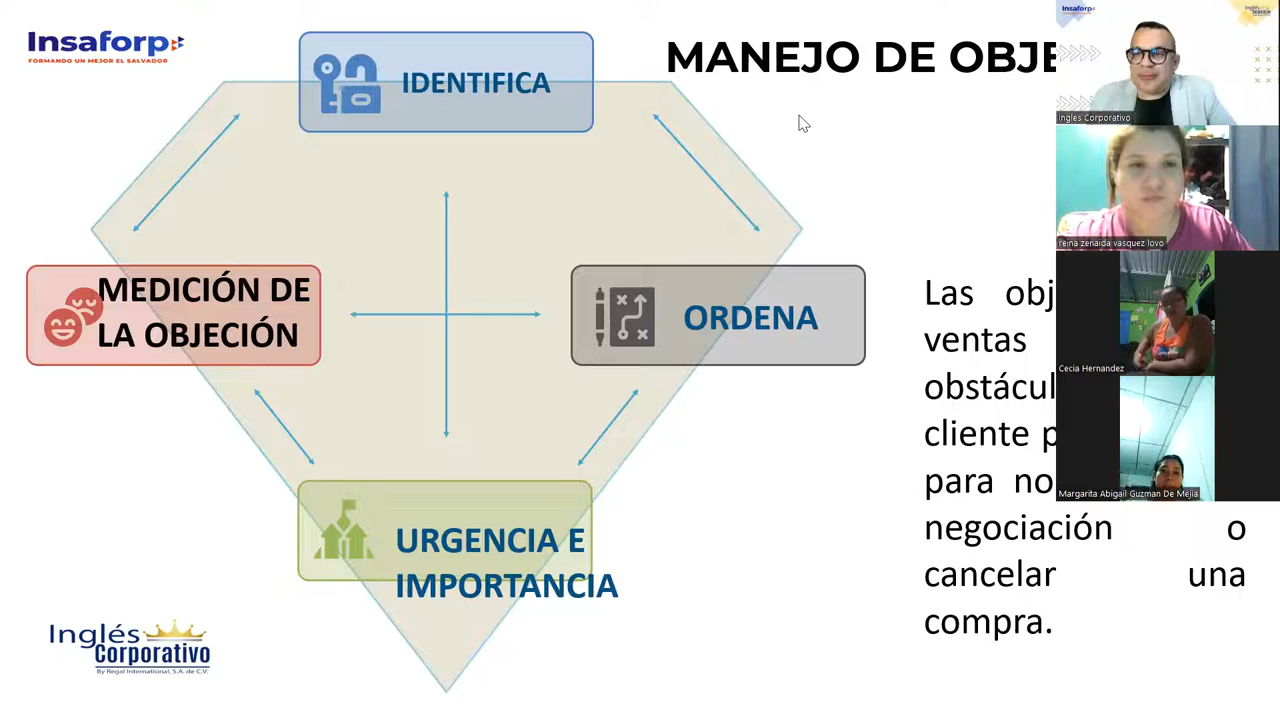 Insaforp
FORMANDO UN MEJOR EL SALVADOR
IDENTIFICA
MANEJO DE OBJE
MEDICIÓN DE
LA OBJECIÓN
ORDENA
URGENCIA E
IMPORTANCIA
Las obj
ventas
obstácul
cliente p
para no
negociación o
cancelar una
compra.
Inglés
Corporativo
By Regal International, S.A. de C.V.
Insaforp
Ingles Corporativo
reina zenaida vasquez lovo
Cecia Hernandez
Margarita Abigail Guzman De Mejia